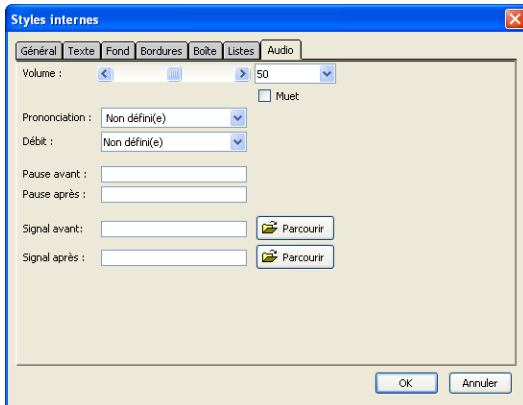 Styles internes
Général Texte Fond Bordures Boîte Listes Audio
Volume : 50
Muet
Prononciation : Non défini(e)
Débit : Non défini(e)
Pause avant :
Pause après :
Signal avant: Parcourir
Signal après : Parcourir
OK Annuler